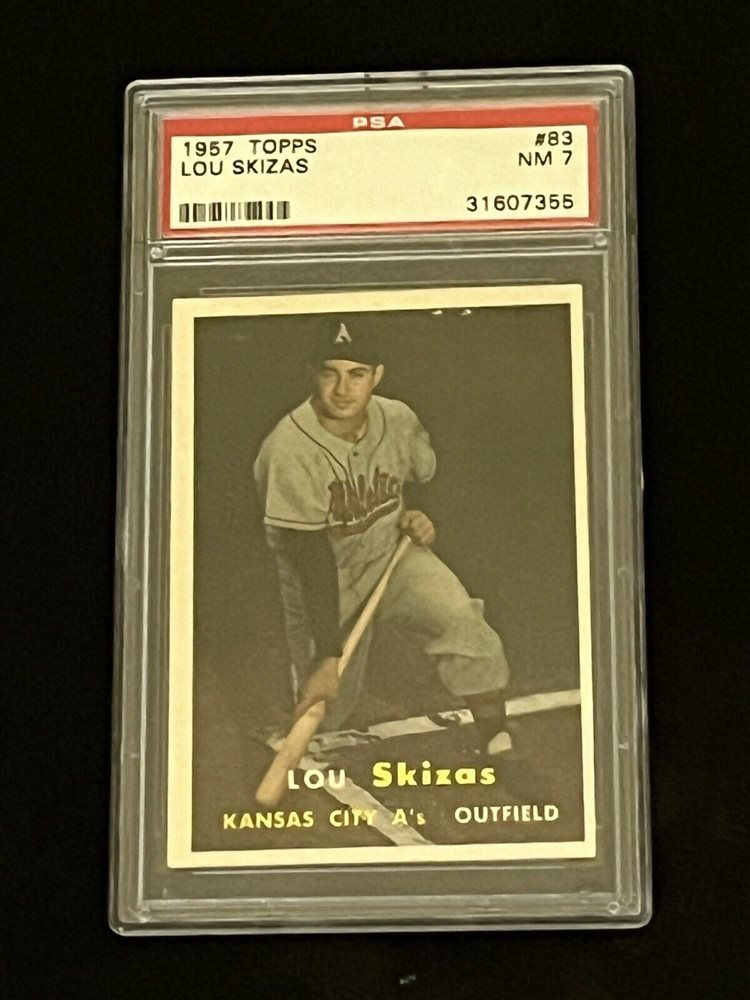 PSA
1957 TOPPS #83
LOU SKIZAS NM 7
31607355
A
Athletics
LOU Skizas
KANSAS CITY A's OUTFIELD